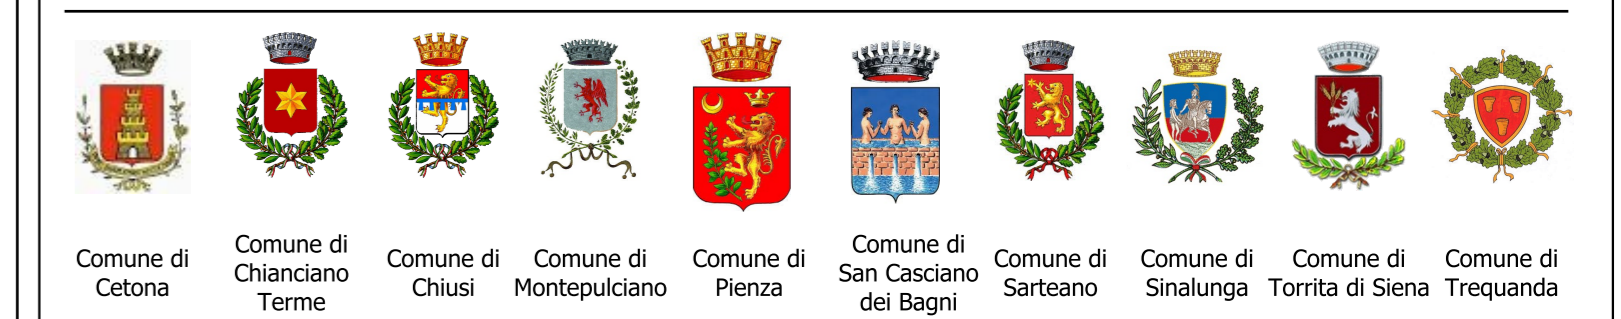 Comune di
Cetona
Comune di
Chianciano
Terme
Comune di
Chiusi
Comune di
Montepulciano
Comune di
Pienza
Comune di
San Casciano
dei Bagni
Comune di
Sarteano
Comune di
Sinalunga
Comune di
Torrita di Siena
Comune di
Trequanda